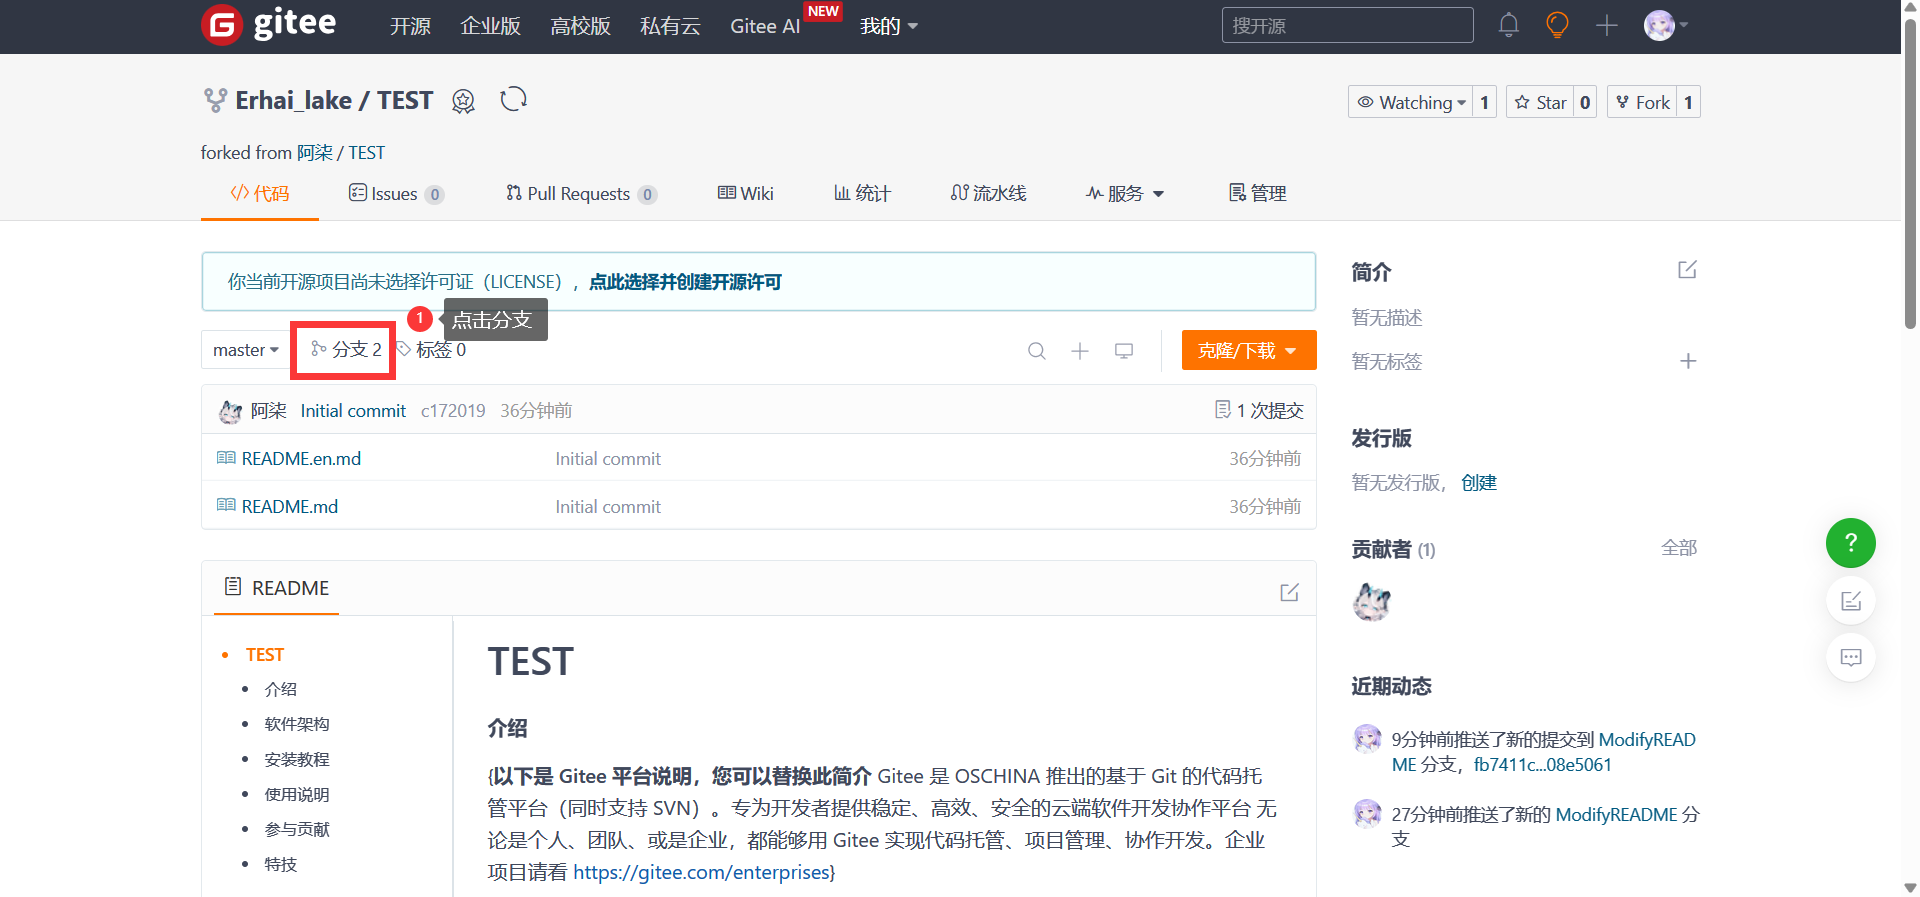 gitee
开源
企业版
高校版
私有云
Gitee AI
NEW
我的
搜开源
Erhai_lake / TEST
Watching 1
Star 0
Fork 1
forked from 阿柒 / TEST
代码
Issues 0
Pull Requests 0
Wiki
统计
流水线
服务
管理
你当前开源项目尚未选择许可证（LICENSE），点此选择并创建开源许可
1
点击分支
master
分支 2
标签 0
克隆/下载
阿柒 Initial commit c172019 36分钟前
1 次提交
README.en.md Initial commit 36分钟前
README.md Initial commit 36分钟前
README
TEST
介绍
软件架构
安装教程
使用说明
参与贡献
特技
TEST
介绍
{以下是 Gitee 平台说明，您可以替换此简介 Gitee 是 OSCHINA 推出的基于 Git 的代码托
管平台（同时支持 SVN）。专为开发者提供稳定、高效、安全的云端软件开发协作平台 无
论是个人、团队、或是企业，都能够用 Gitee 实现代码托管、项目管理、协作开发。企业
项目请看 https://gitee.com/enterprises}
简介
暂无描述
暂无标签
发行版
暂无发行版，创建
贡献者 (1)
全部
近期动态
9分钟前推送了新的提交到 ModifyREAD
ME 分支，fb7411c...08e5061
27分钟前推送了新的 ModifyREADME 分
支
?